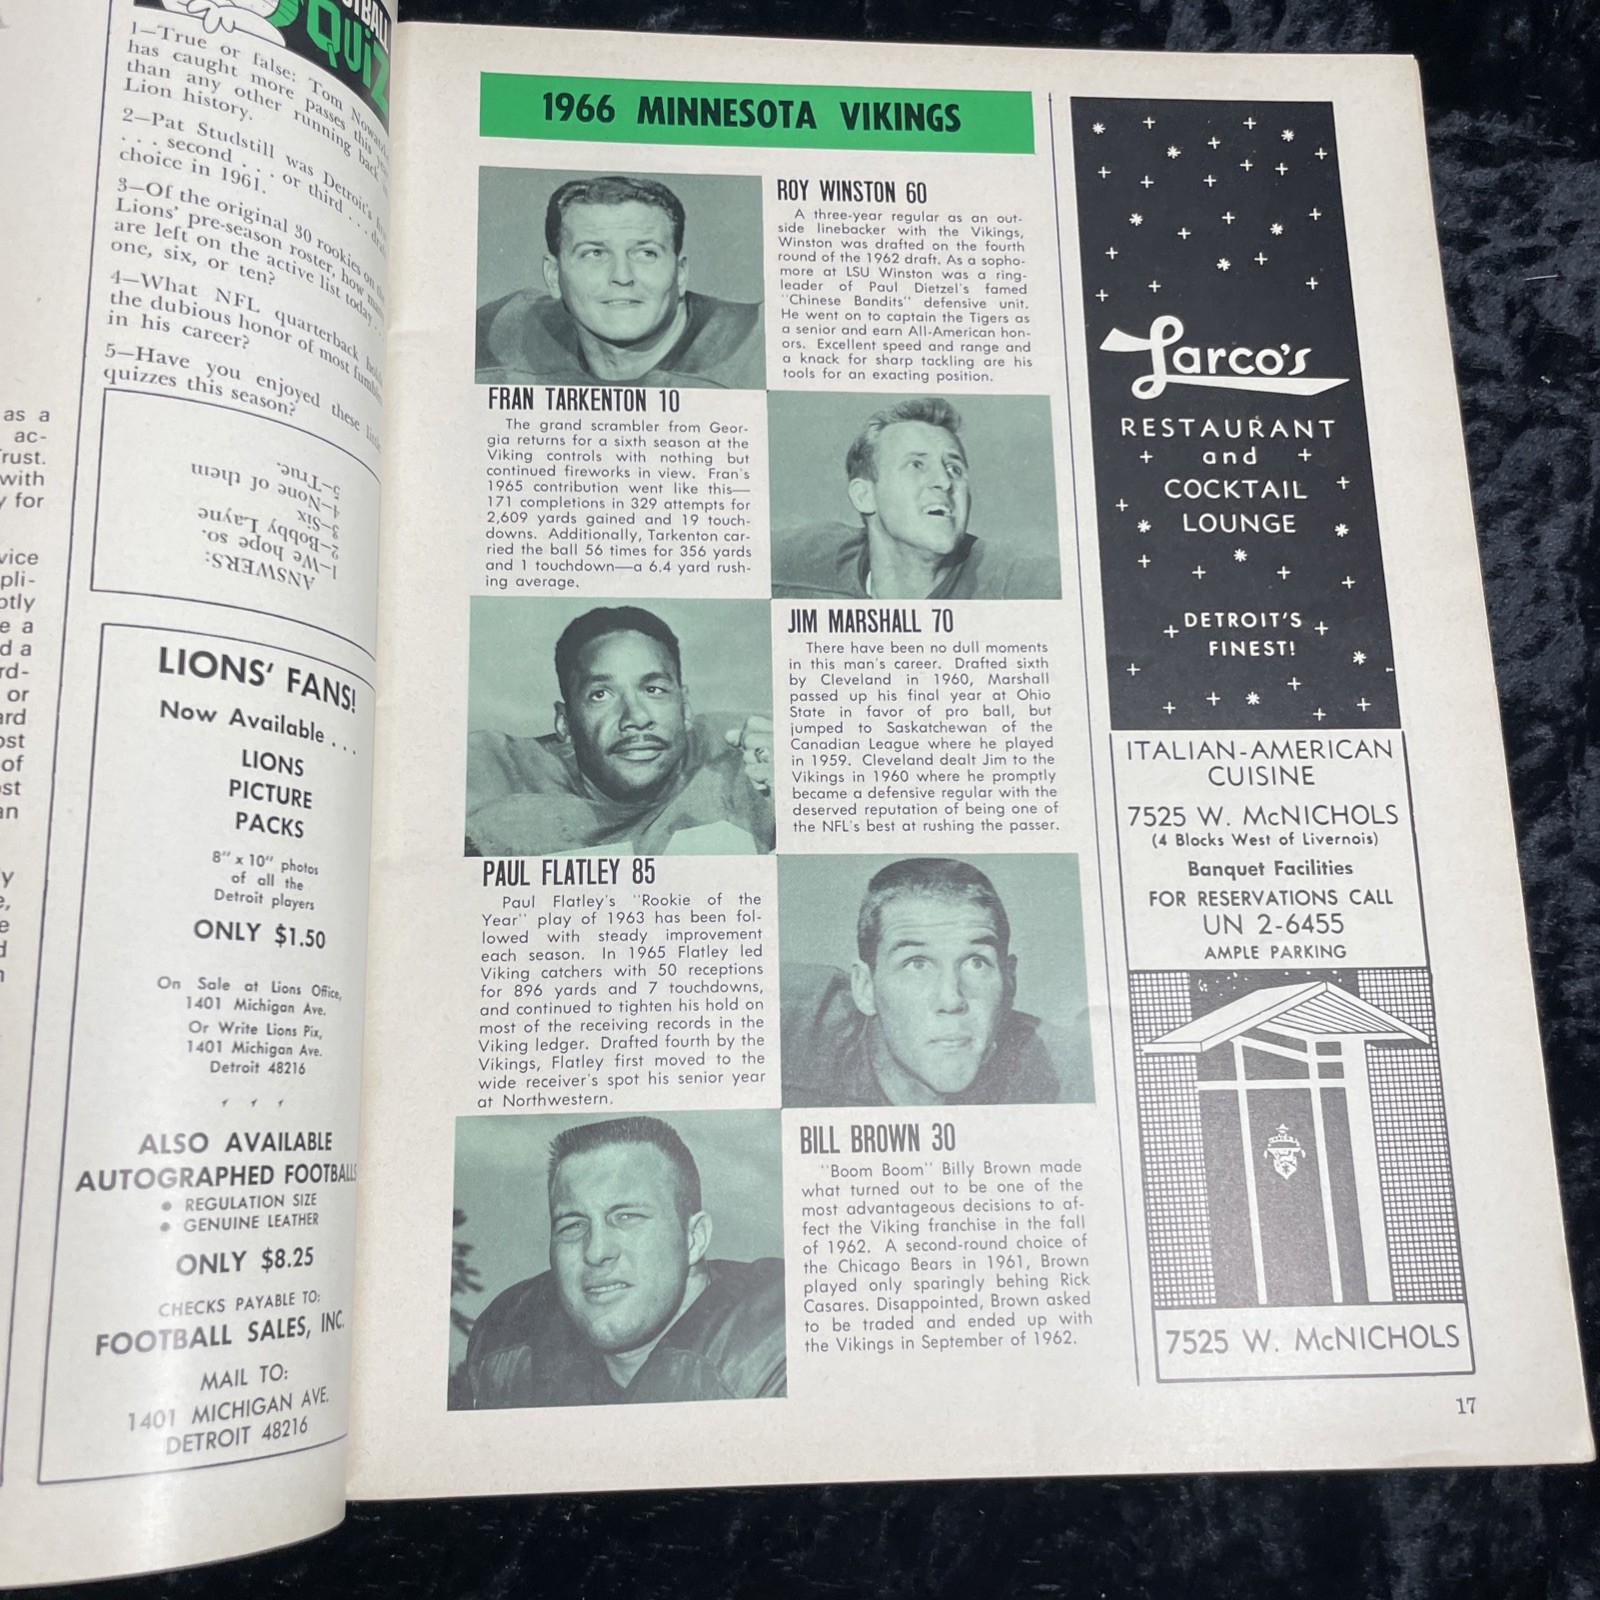 as a
ac-
rust.
with
y for
vice
pli-
ptly
e a
d a
rd-
or
ard
ost
of
st
an
y
e,
e
d
n
FOOTBALL
QUIZ
1—True or false: Tom Nowatzke
has caught more passes this year
than any other running back in
Lion history.
2—Pat Studstill was Detroit's
. . . second . . . or third . . . draft
choice in 1961.
3—Of the original 30 rookies on the
Lions' pre-season roster, how many
are left on the active list today . . .
one, six, or ten?
4—What NFL quarterback holds
the dubious honor of most fumbles
in his career?
5—Have you enjoyed these little
quizzes this season?
ANSWERS:
1—We hope so.
2—Bobby Layne
3—Six
4—None of them
5—True.
LIONS' FANS!
Now Available . . .
LIONS
PICTURE
PACKS
8" x 10" photos
of all the
Detroit players
ONLY $1.50
On Sale at Lions Office,
1401 Michigan Ave.
Or Write Lions Pix,
1401 Michigan Ave.
Detroit 48216
ALSO AVAILABLE
AUTOGRAPHED FOOTBALLS
• REGULATION SIZE
• GENUINE LEATHER
ONLY $8.25
CHECKS PAYABLE TO:
FOOTBALL SALES, INC.
MAIL TO:
1401 MICHIGAN AVE.
DETROIT 48216
1966 MINNESOTA VIKINGS
ROY WINSTON 60
A three-year regular as an out-
side linebacker with the Vikings,
Winston was drafted on the fourth
round of the 1962 draft. As a sopho-
more at LSU Winston was a ring-
leader of Paul Dietzel's famed
"Chinese Bandits" defensive unit.
He went on to captain the Tigers as
a senior and earn All-American hon-
ors. Excellent speed and range and
a knack for sharp tackling are his
tools for an exacting position.
FRAN TARKENTON 10
The grand scrambler from Geor-
gia returns for a sixth season at the
Viking controls with nothing but
continued fireworks in view. Fran's
1965 contribution went like this—
171 completions in 329 attempts for
2,609 yards gained and 19 touch-
downs. Additionally, Tarkenton car-
ried the ball 56 times for 356 yards
and 1 touchdown—a 6.4 yard rush-
ing average.
JIM MARSHALL 70
There have been no dull moments
in this man's career. Drafted sixth
by Cleveland in 1960, Marshall
passed up his final year at Ohio
State in favor of pro ball, but
jumped to Saskatchewan of the
Canadian League where he played
in 1959. Cleveland dealt Jim to the
Vikings in 1960 where he promptly
became a defensive regular with the
deserved reputation of being one of
the NFL's best at rushing the passer.
PAUL FLATLEY 85
Paul Flatley's "Rookie of the
Year" play of 1963 has been fol-
lowed with steady improvement
each season. In 1965 Flatley led
Viking catchers with 50 receptions
for 896 yards and 7 touchdowns,
and continued to tighten his hold on
most of the receiving records in the
Viking ledger. Drafted fourth by the
Vikings, Flatley first moved to the
wide receiver's spot his senior year
at Northwestern.
BILL BROWN 30
"Boom Boom" Billy Brown made
what turned out to be one of the
most advantageous decisions to af-
fect the Viking franchise in the fall
of 1962. A second-round choice of
the Chicago Bears in 1961, Brown
played only sparingly behing Rick
Casares. Disappointed, Brown asked
to be traded and ended up with
the Vikings in September of 1962.
Larco's
RESTAURANT
and
COCKTAIL
LOUNGE
DETROIT'S
FINEST!
ITALIAN-AMERICAN
CUISINE
7525 W. McNICHOLS
(4 Blocks West of Livernois)
Banquet Facilities
FOR RESERVATIONS CALL
UN 2-6455
AMPLE PARKING
7525 W. McNICHOLS
17